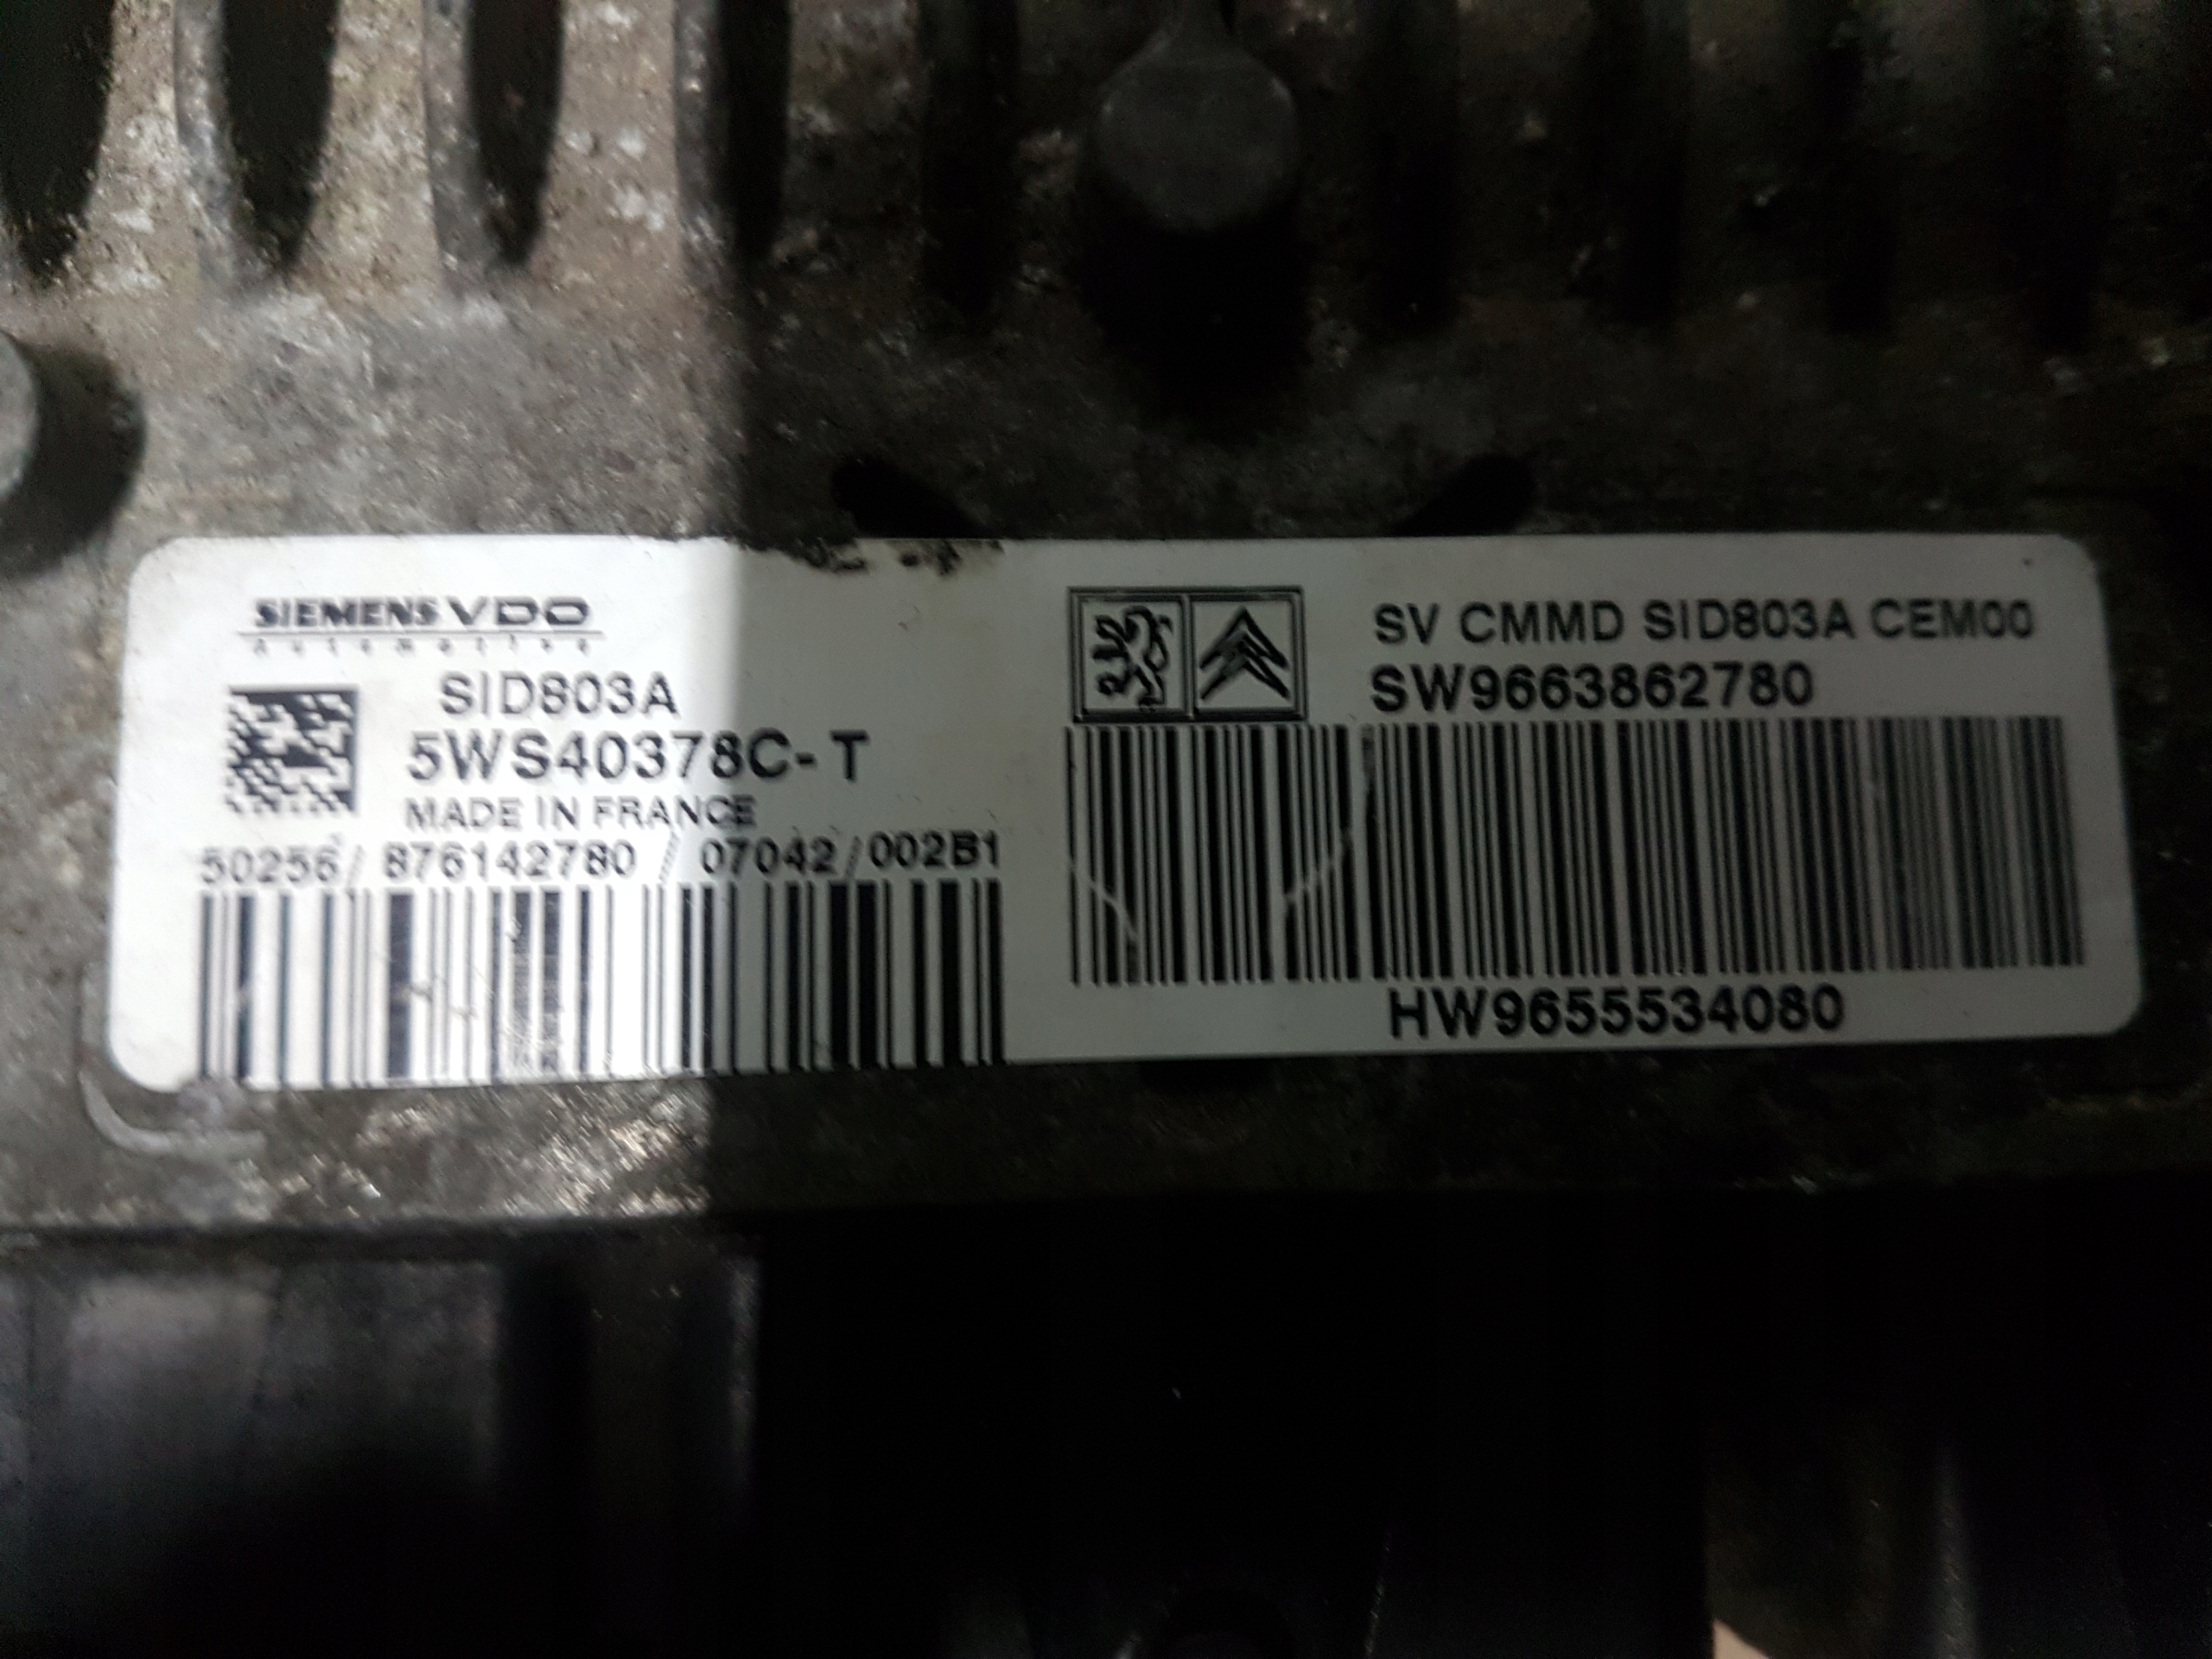 SIEMENS VDO
Automotive
SID803A
5WS40378C-T
MADE IN FRANCE
50256/ 876142780 / 07042/002B1
SV CMMD SID803A CEM00
SW9663862780
HW9655534080